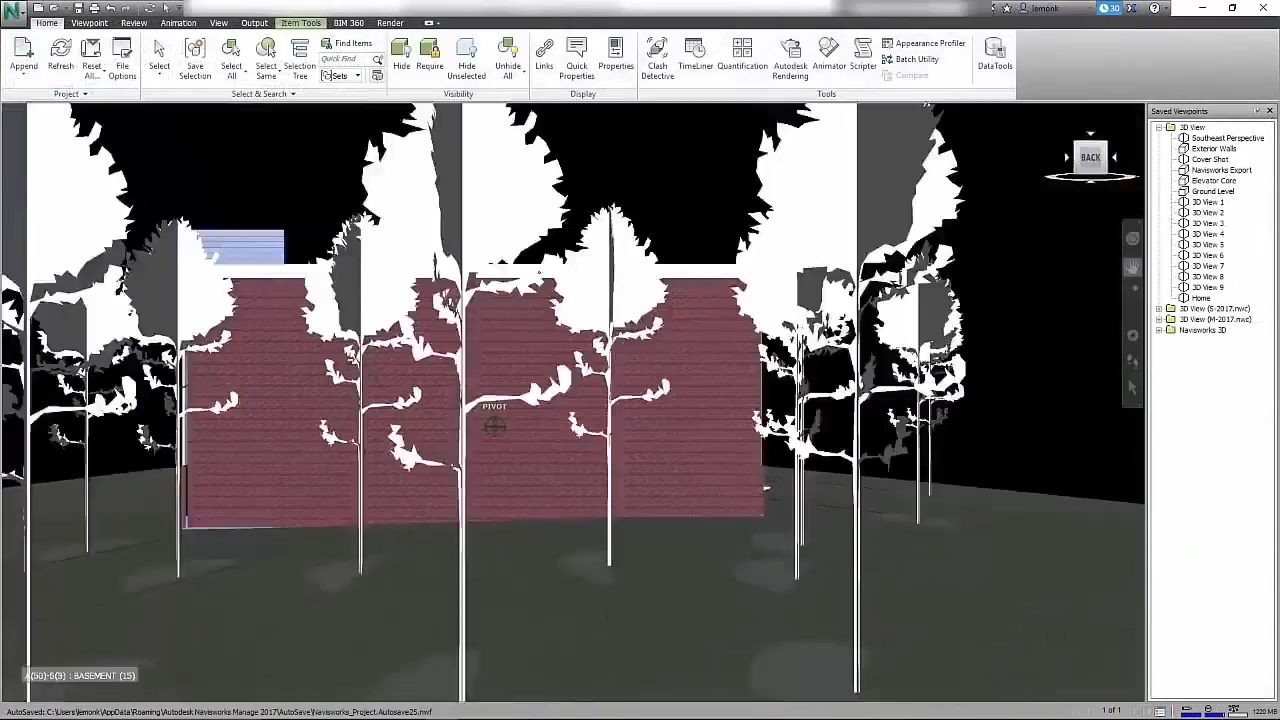 lemonk
30
Home Viewpoint Review Animation View Output Item Tools BIM 360 Render
Append
Refresh
Reset All...
File Options
Select
Save Selection
Select All
Select Same
Selection Tree
Find Items
Quick Find
Sets
Hide
Require
Hide Unselected
Unhide All
Links
Quick Properties
Properties
Clash Detective
TimeLiner
Quantification
Autodesk Rendering
Animator
Scripter
Appearance Profiler
Batch Utility
Compare
DataTools
Project
Select & Search
Visibility
Display
Tools
BACK
PIVOT
Saved Viewpoints
3D View
Southeast Perspective
Exterior Walls
Cover Shot
Navisworks Export
Elevator Core
Ground Level
3D View 1
3D View 2
3D View 3
3D View 4
3D View 5
3D View 6
3D View 7
3D View 8
3D View 9
Home
3D View (S-2017.nwc)
3D View (M-2017.nwc)
Navisworks 3D
: BASEMENT (15)
AutoSaved: C:\Users\lemonk\AppData\Roaming\Autodesk Navisworks Manage 2017\AutoSave\Navisworks_Project.Autosave25.nwf
1 of 1
1220 MB